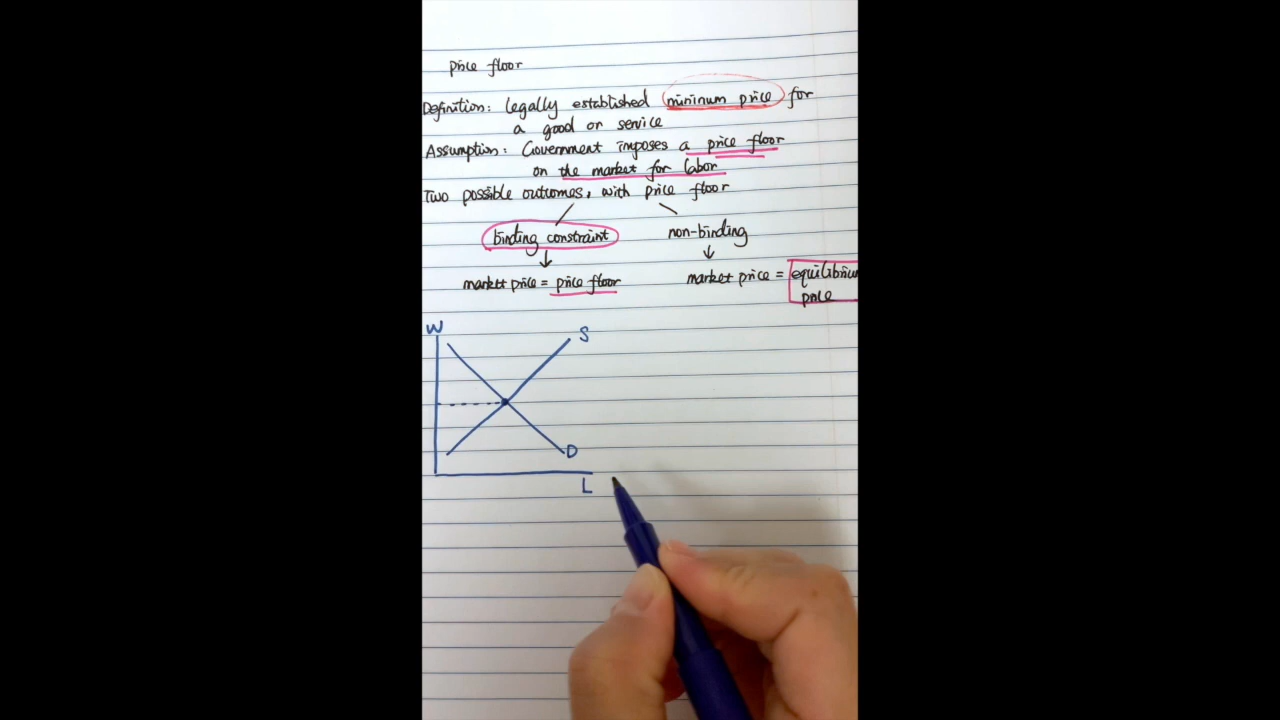 Price floor
Definition: legally established minimum price for
a good or service
Assumption: Government imposes a price floor
on the market for labor
Two possible outcomes, with price floor
binding constraint non-binding
market price = price floor market price = equilibrium
price
W
S
D
L